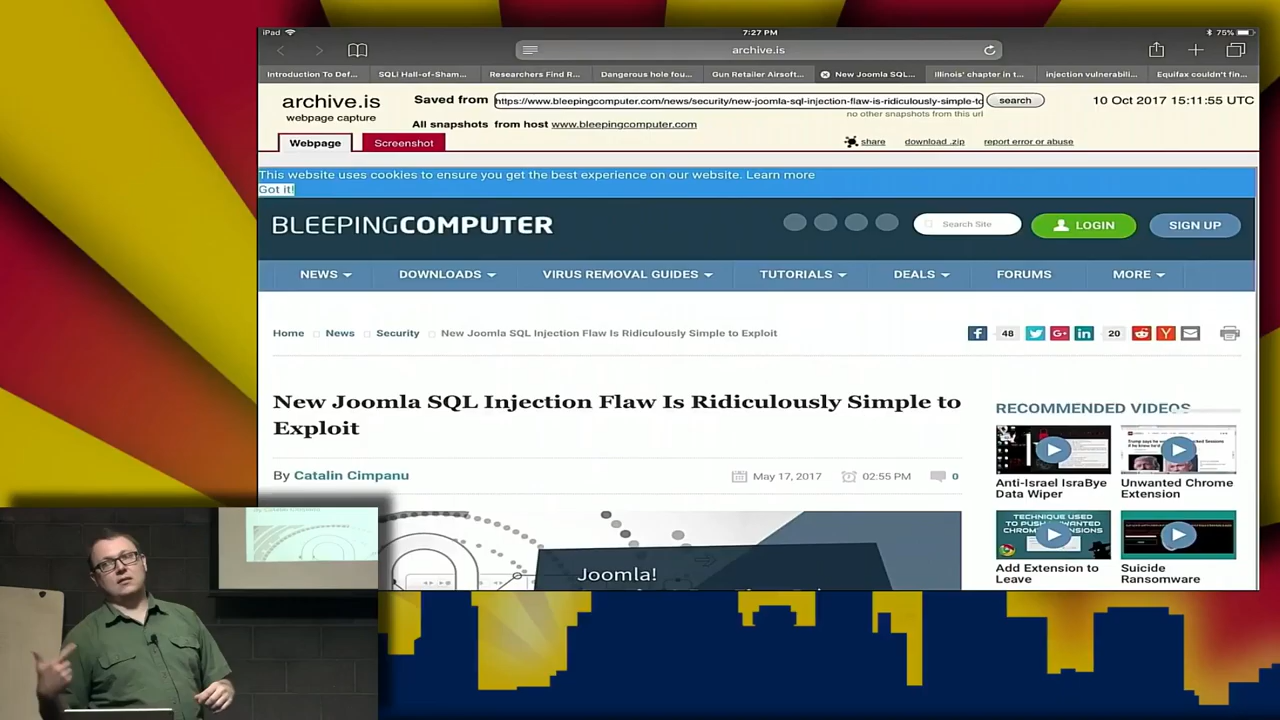 iPad 7:27 PM 75%
archive.is
Introduction To Def... SQLi Hall-of-Sham... Researchers Find R... Dangerous hole fou... Gun Retailer Airsoft... New Joomla SQL... Illinois' chapter in t... injection vulnerabili... Equifax couldn't fin...
archive.is
webpage capture
Saved from https://www.bleepingcomputer.com/news/security/new-joomla-sql-injection-flaw-is-ridiculously-simple-to search 10 Oct 2017 15:11:55 UTC
no other snapshots from this url
All snapshots from host www.bleepingcomputer.com
Webpage Screenshot share download .zip report error or abuse
This website uses cookies to ensure you get the best experience on our website. Learn more
Got it!
BLEEPINGCOMPUTER Search Site LOGIN SIGN UP
NEWS DOWNLOADS VIRUS REMOVAL GUIDES TUTORIALS DEALS FORUMS MORE
Home News Security New Joomla SQL Injection Flaw Is Ridiculously Simple to Exploit 48 20
New Joomla SQL Injection Flaw Is Ridiculously Simple to
Exploit
By Catalin Cimpanu May 17, 2017 02:55 PM 0
RECOMMENDED VIDEOS
Anti-Israel IsraBye
Data Wiper
Unwanted Chrome
Extension
TECHNIQUE USED
TO PUSH UNWANTED
CHROME EXTENSIONS
Add Extension to
Leave
Suicide
Ransomware
Joomla!